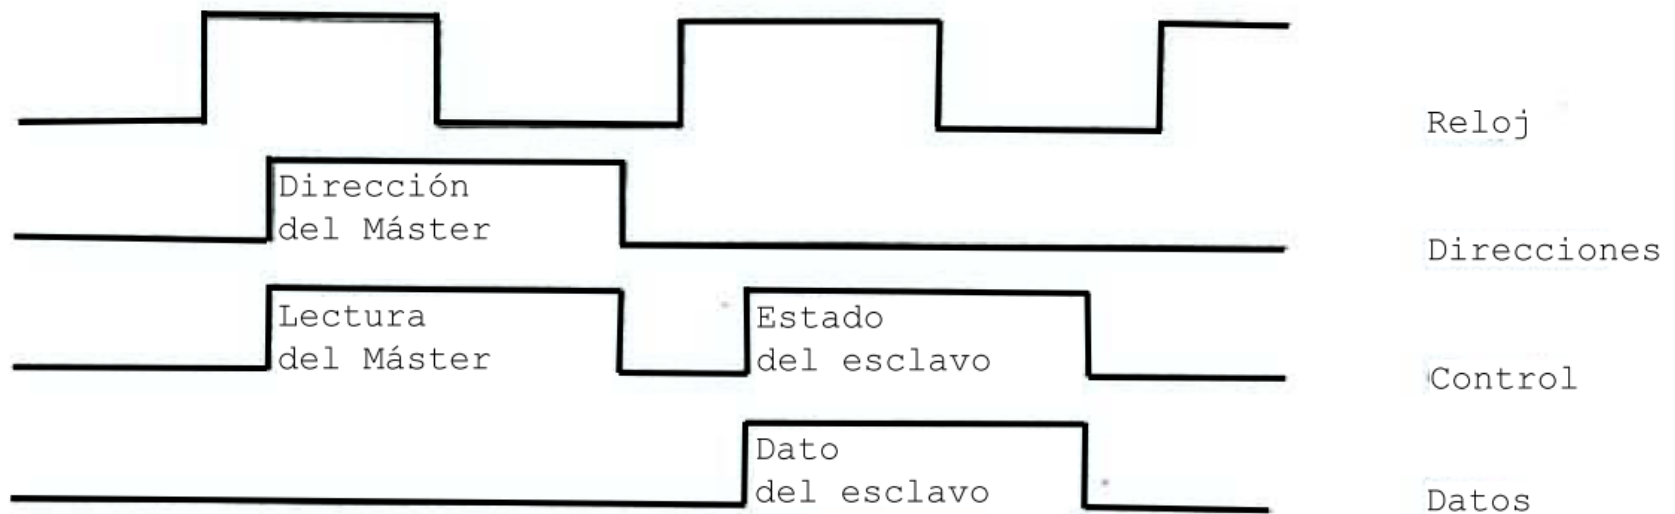 Reloj
Dirección
del Máster
Direcciones
Lectura
del Máster
Estado
del esclavo
Control
Dato
del esclavo
Datos